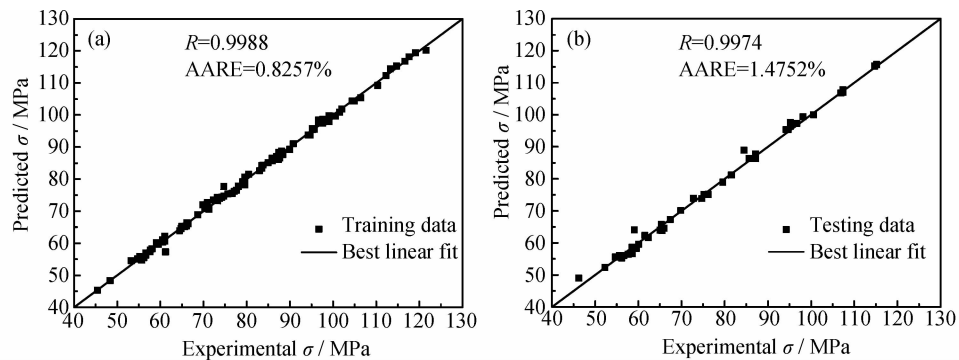 (a)
R=0.9988
AARE=0.8257%
Predicted σ / MPa
130
120
110
100
90
80
70
60
50
40
Training data
Best linear fit
40 50 60 70 80 90 100 110 120 130
Experimental σ / MPa
(b)
R=0.9974
AARE=1.4752%
Predicted σ / MPa
130
120
110
100
90
80
70
60
50
40
Testing data
Best linear fit
40 50 60 70 80 90 100 110 120 130
Experimental σ / MPa